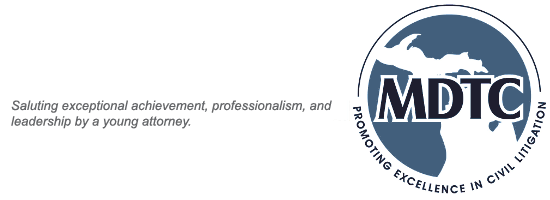 Saluting exceptional achievement, professionalism, and
leadership by a young attorney.
MDTC
PROMOTING EXCELLENCE IN CIVIL LITIGATION